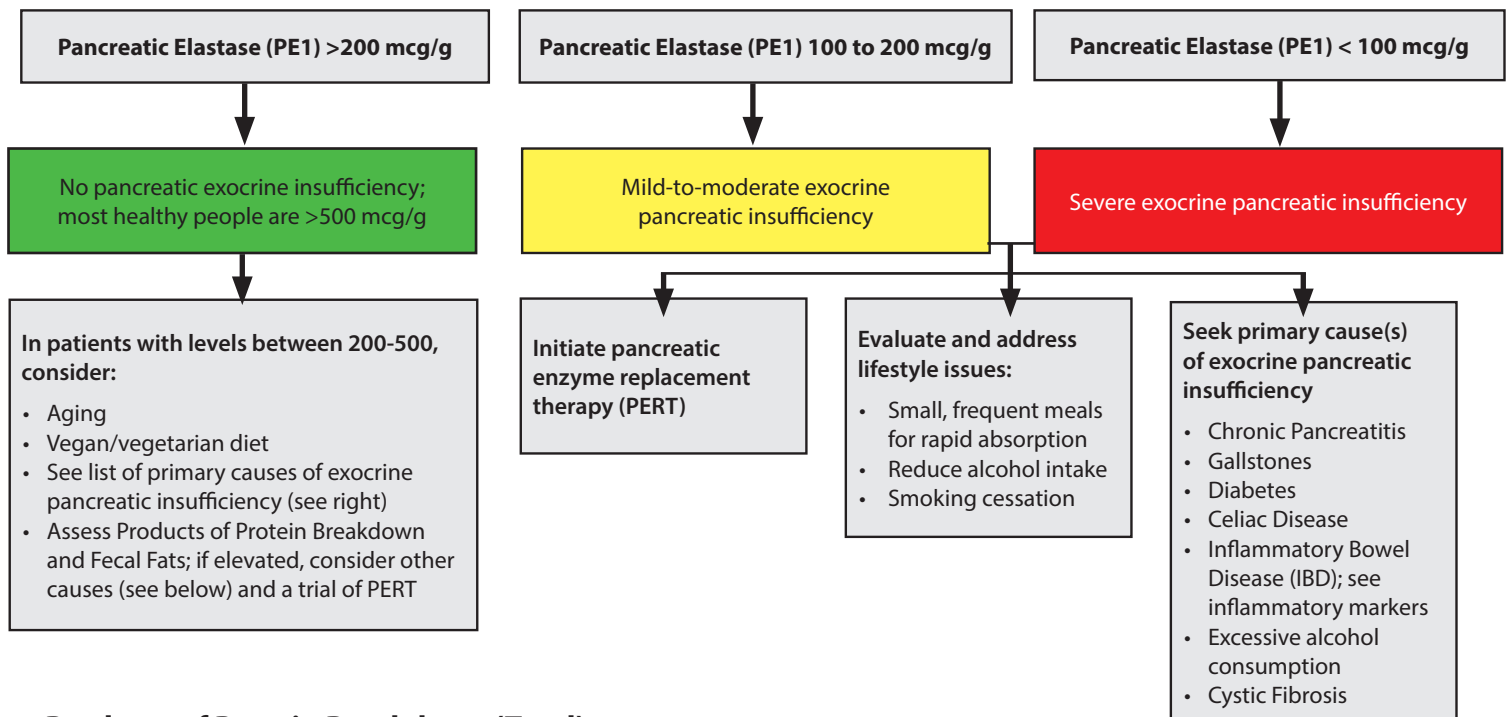 Pancreatic Elastase (PE1) >200 mcg/g
Pancreatic Elastase (PE1) 100 to 200 mcg/g
Pancreatic Elastase (PE1) < 100 mcg/g
No pancreatic exocrine insufficiency;
most healthy people are >500 mcg/g
Mild-to-moderate exocrine
pancreatic insufficiency
Severe exocrine pancreatic insufficiency
In patients with levels between 200-500,
consider:
• Aging
• Vegan/vegetarian diet
• See list of primary causes of exocrine
pancreatic insufficiency (see right)
• Assess Products of Protein Breakdown
and Fecal Fats; if elevated, consider other
causes (see below) and a trial of PERT
Initiate pancreatic
enzyme replacement
therapy (PERT)
Evaluate and address
lifestyle issues:
• Small, frequent meals
for rapid absorption
• Reduce alcohol intake
• Smoking cessation
Seek primary cause(s)
of exocrine pancreatic
insufficiency
• Chronic Pancreatitis
• Gallstones
• Diabetes
• Celiac Disease
• Inflammatory Bowel
Disease (IBD); see
inflammatory markers
• Excessive alcohol
consumption
• Cystic Fibrosis